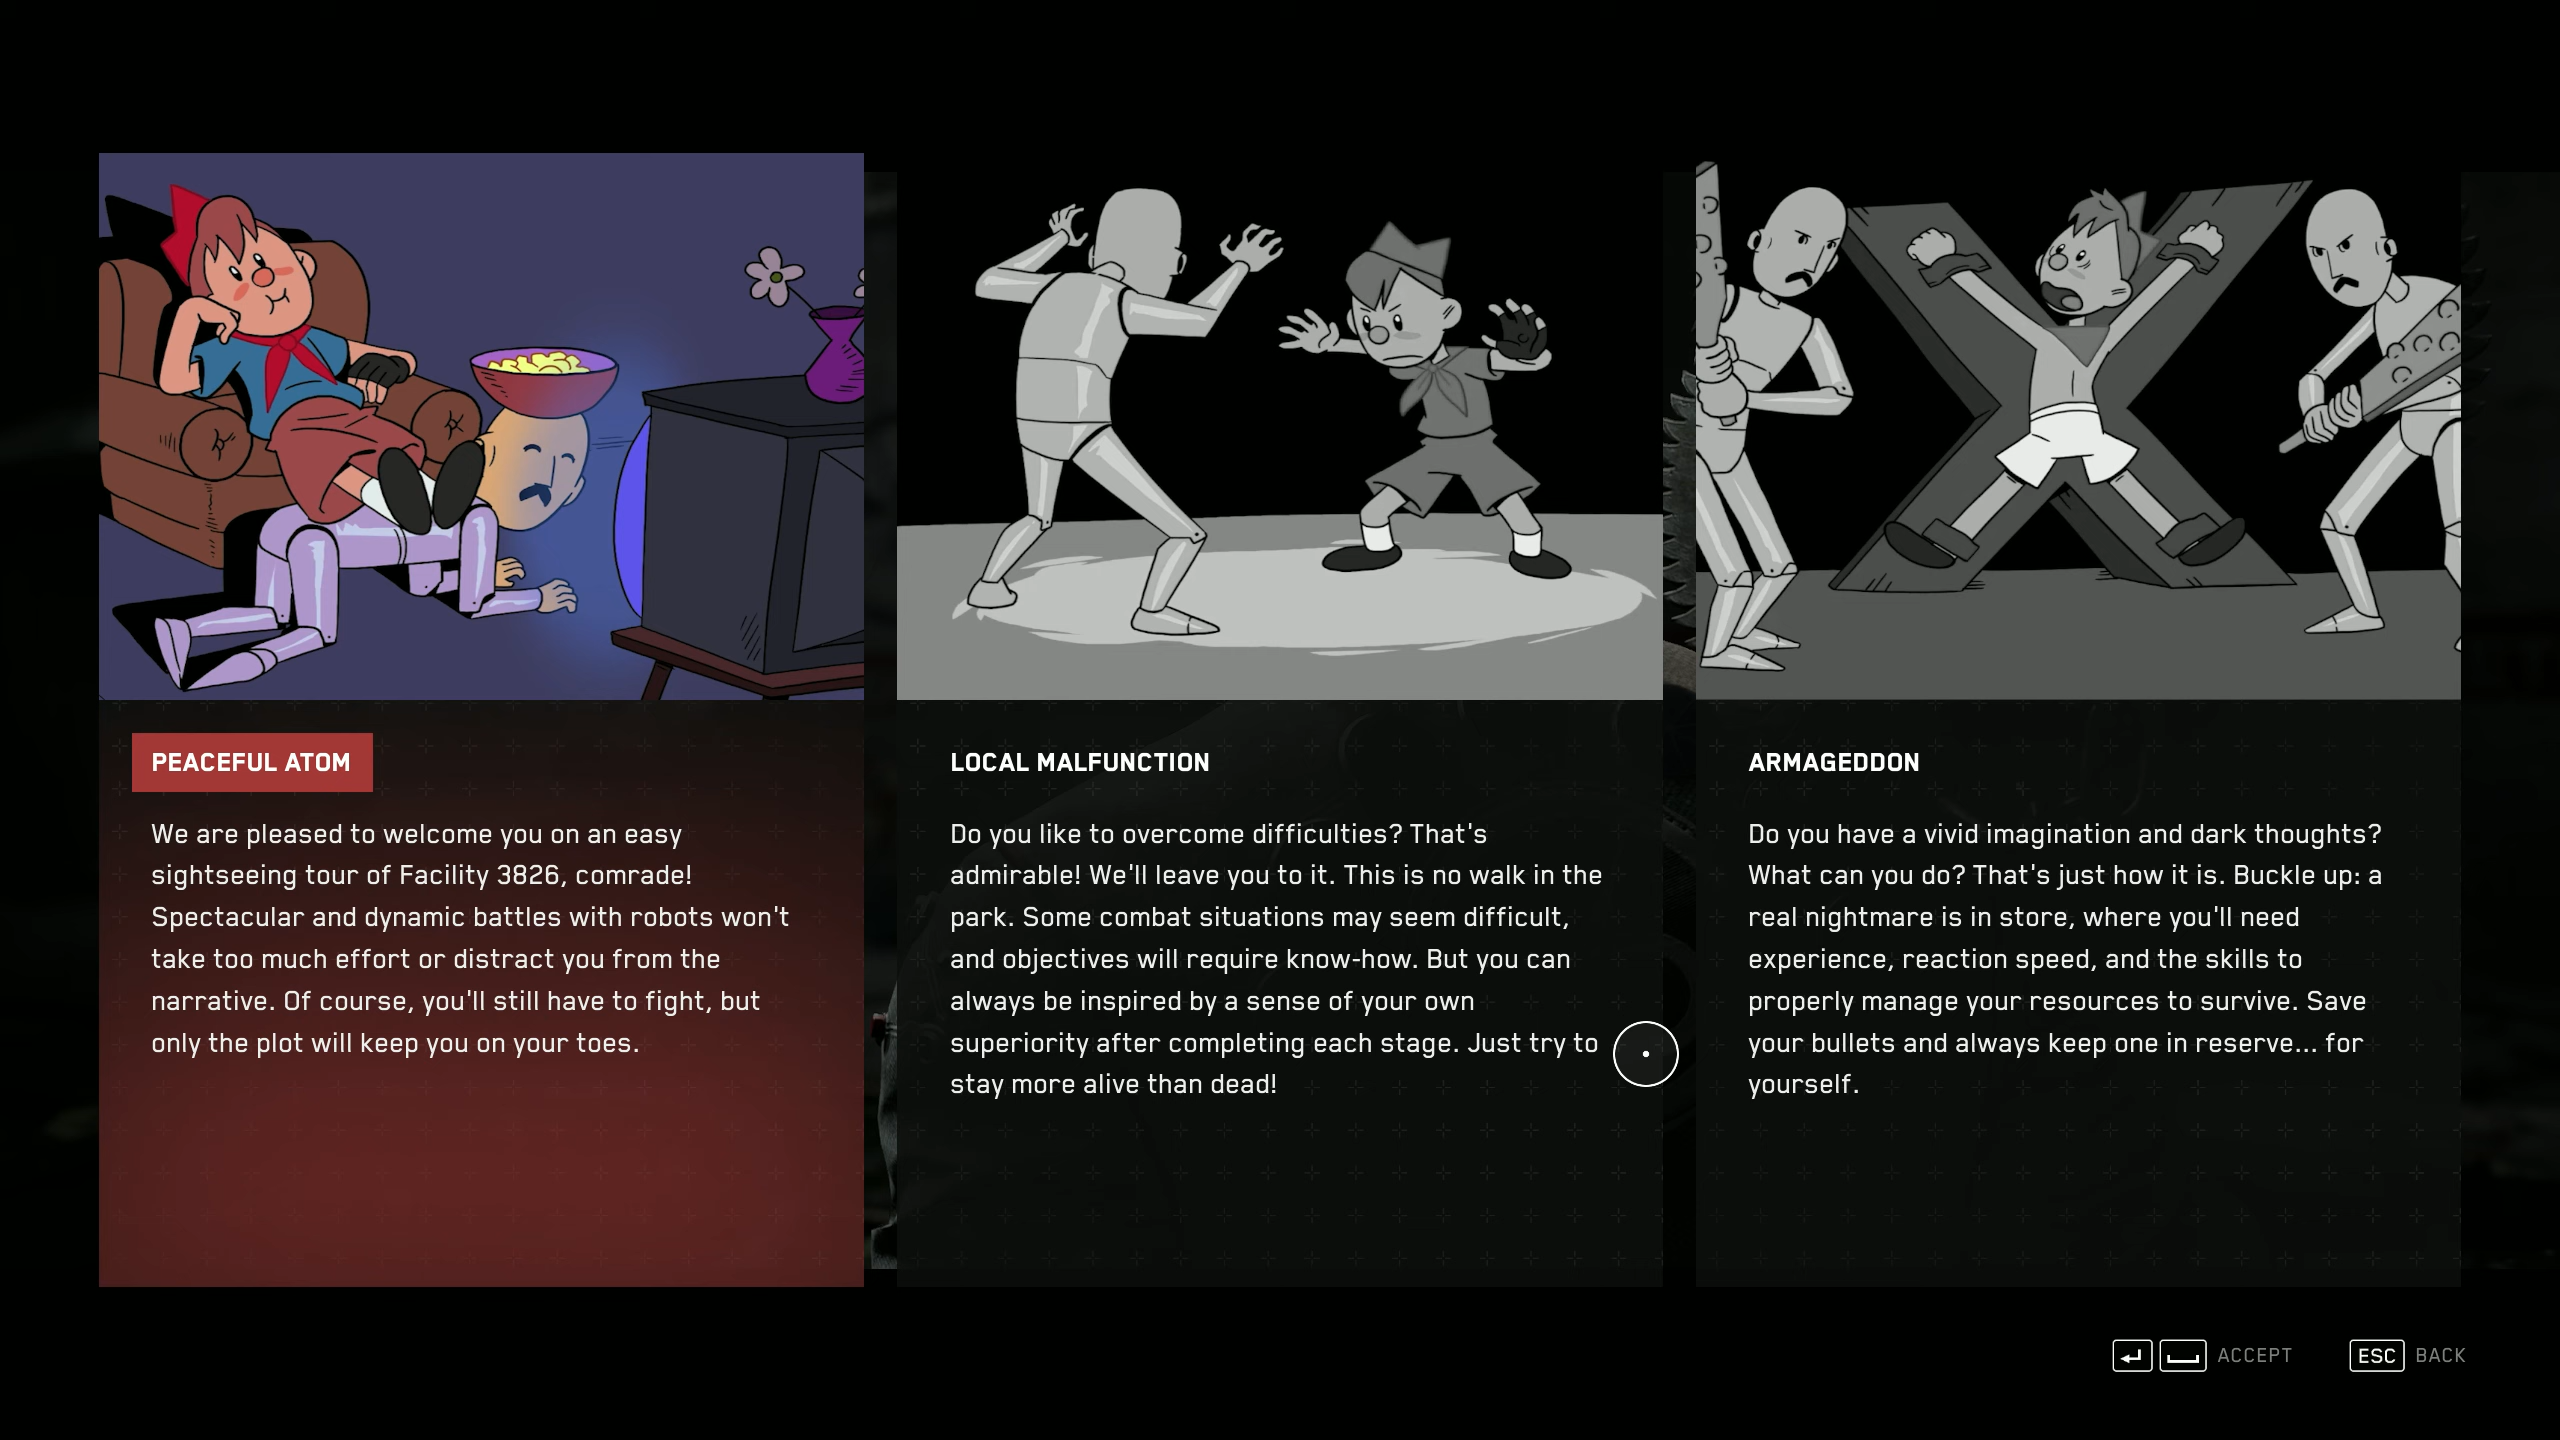 PEACEFUL ATOM
We are pleased to welcome you on an easy
sightseeing tour of Facility 3826, comrade!
Spectacular and dynamic battles with robots won't
take too much effort or distract you from the
narrative. Of course, you'll still have to fight, but
only the plot will keep you on your toes.
LOCAL MALFUNCTION
Do you like to overcome difficulties? That's
admirable! We'll leave you to it. This is no walk in the
park. Some combat situations may seem difficult,
and objectives will require know-how. But you can
always be inspired by a sense of your own
superiority after completing each stage. Just try to
stay more alive than dead!
ARMAGEDDON
Do you have a vivid imagination and dark thoughts?
What can you do? That's just how it is. Buckle up: a
real nightmare is in store, where you'll need
experience, reaction speed, and the skills to
properly manage your resources to survive. Save
your bullets and always keep one in reserve... for
yourself.
ACCEPT ESC BACK